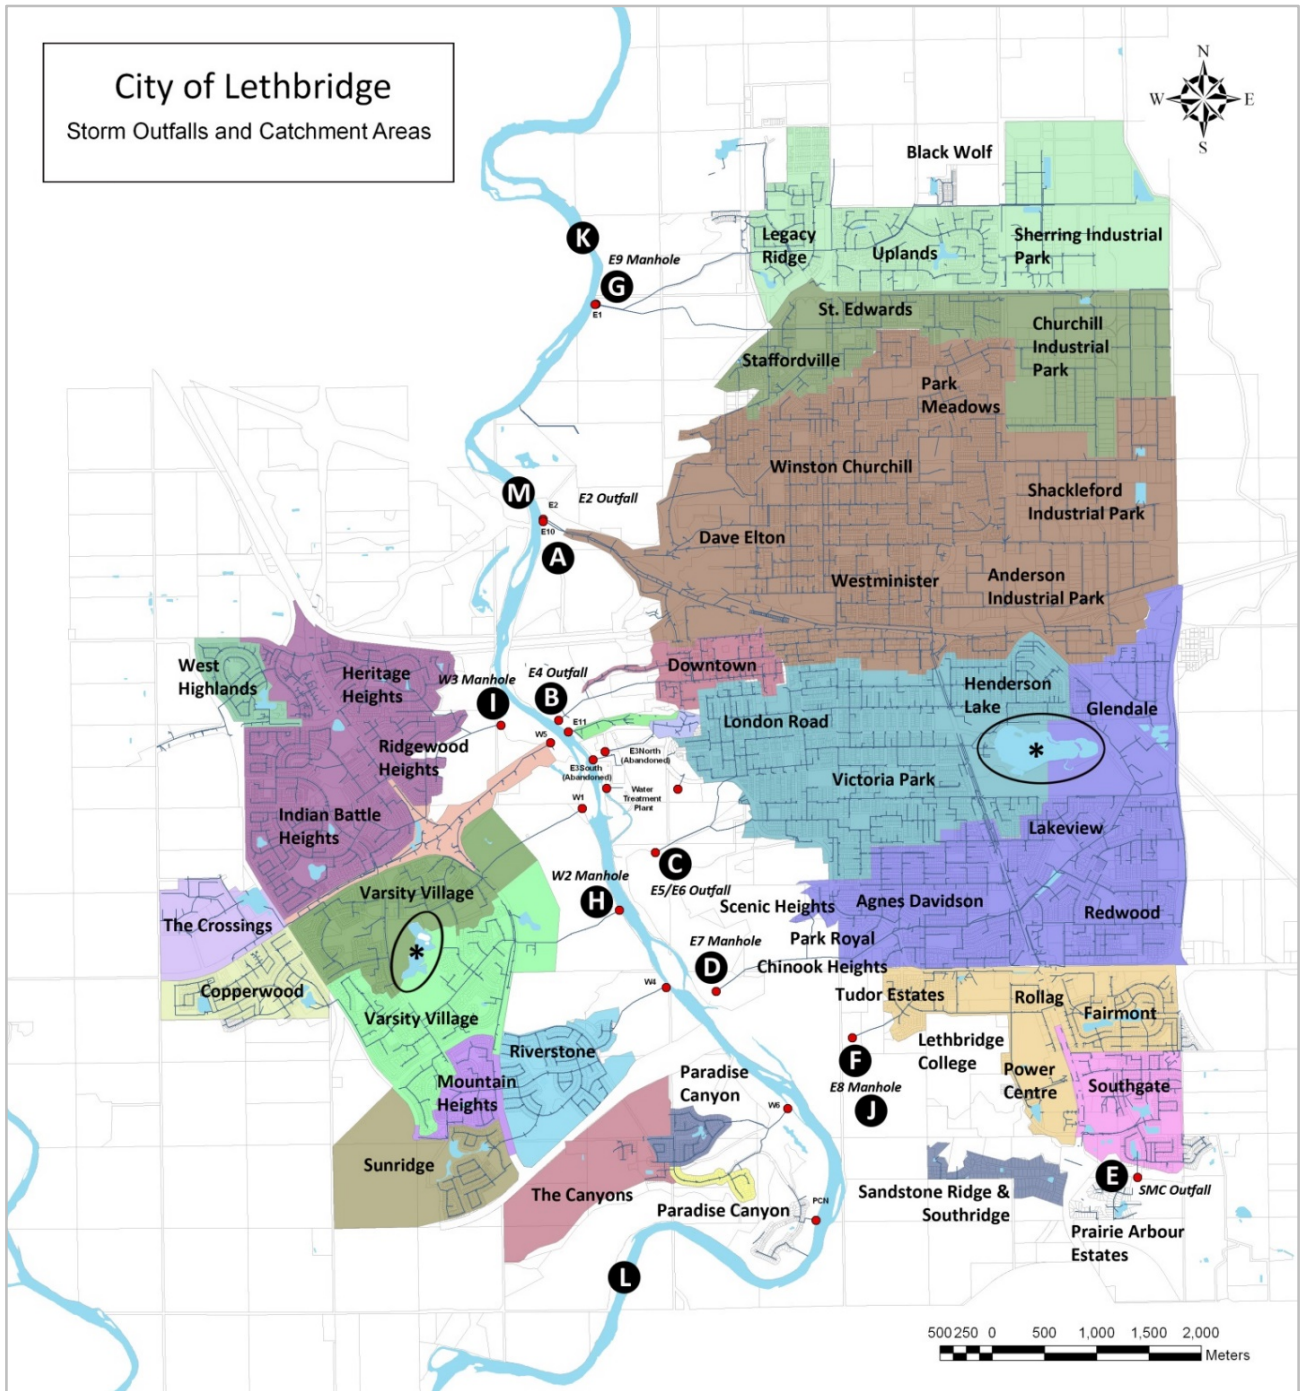 City of Lethbridge
Storm Outfalls and Catchment Areas
N
W E
S
Black Wolf
K
E9 Manhole
G
E1
Legacy
Ridge
Uplands
Sherring Industrial
Park
St. Edwards
Churchill
Industrial
Park
Staffordville
Park
Meadows
Winston Churchill
M
E2 Outfall
E2
E10
A
Shackleford
Industrial Park
Dave Elton
Westminister
Anderson
Industrial Park
West
Highlands
Heritage
Heights
W3 Manhole
I
E4 Outfall
B
E11
W5
Downtown
Henderson
Lake
Glendale
London Road
*
Ridgewood
Heights
E3North
(Abandoned)
E3South
(Abandoned)
Water
Treatment
Plant
W1
Victoria Park
Indian Battle
Heights
Lakeview
C
E5/E6 Outfall
W2 Manhole
H
Varsity Village
The Crossings
*
Scenic Heights
Agnes Davidson
Redwood
Park Royal
E7 Manhole
D
Chinook Heights
W4
Copperwood
Varsity Village
Tudor Estates
Rollag
Fairmont
F
E8 Manhole
J
Lethbridge
College
Power
Centre
Southgate
Riverstone
Mountain
Heights
Paradise
Canyon
W6
Sunridge
The Canyons
Paradise Canyon
PCN
Sandstone Ridge &
Southridge
E
SMC Outfall
Prairie Arbour
Estates
L
500 250 0 500 1,000 1,500 2,000
Meters